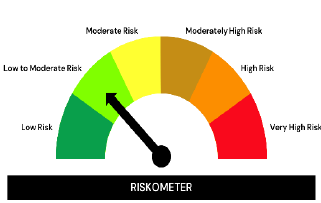 Moderate Risk
Moderately High Risk
Low to Moderate Risk
High Risk
Low Risk
Very High Risk
RISKOMETER